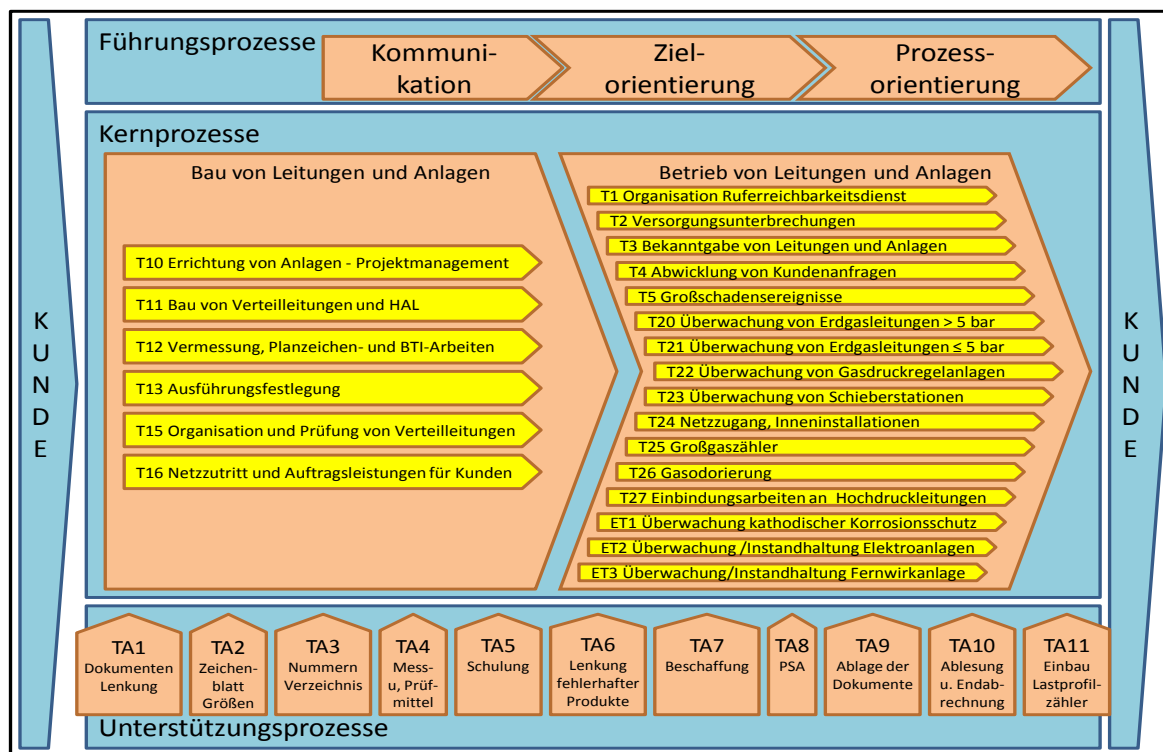 KUNDE
Führungsprozesse
Kommuni-
kation
Ziel-
orientierung
Prozess-
orientierung
Kernprozesse
Bau von Leitungen und Anlagen
T10 Errichtung von Anlagen - Projektmanagement
T11 Bau von Verteilleitungen und HAL
T12 Vermessung, Planzeichen- und BTI-Arbeiten
T13 Ausführungsfestlegung
T15 Organisation und Prüfung von Verteilleitungen
T16 Netzzutritt und Auftragsleistungen für Kunden
Betrieb von Leitungen und Anlagen
T1 Organisation Ruferreichbarkeitsdienst
T2 Versorgungsunterbrechungen
T3 Bekanntgabe von Leitungen und Anlagen
T4 Abwicklung von Kundenanfragen
T5 Großschadensereignisse
T20 Überwachung von Erdgasleitungen > 5 bar
T21 Überwachung von Erdgasleitungen ≤ 5 bar
T22 Überwachung von Gasdruckregelanlagen
T23 Überwachung von Schieberstationen
T24 Netzzugang, Inneninstallationen
T25 Großgaszähler
T26 Gasodorierung
T27 Einbindungsarbeiten an Hochdruckleitungen
ET1 Überwachung kathodischer Korrosionsschutz
ET2 Überwachung /Instandhaltung Elektroanlagen
ET3 Überwachung/Instandhaltung Fernwirkanlage
TA1
Dokumenten
Lenkung
TA2
Zeichen-
blatt
Größen
TA3
Nummern
Verzeichnis
TA4
Mess-
u, Prüf-
mittel
TA5
Schulung
TA6
Lenkung
fehlerhafter
Produkte
TA7
Beschaffung
TA8
PSA
TA9
Ablage der
Dokumente
TA10
Ablesung
u. Endab-
rechnung
TA11
Einbau
Lastprofil-
zähler
Unterstützungsprozesse
KUNDE